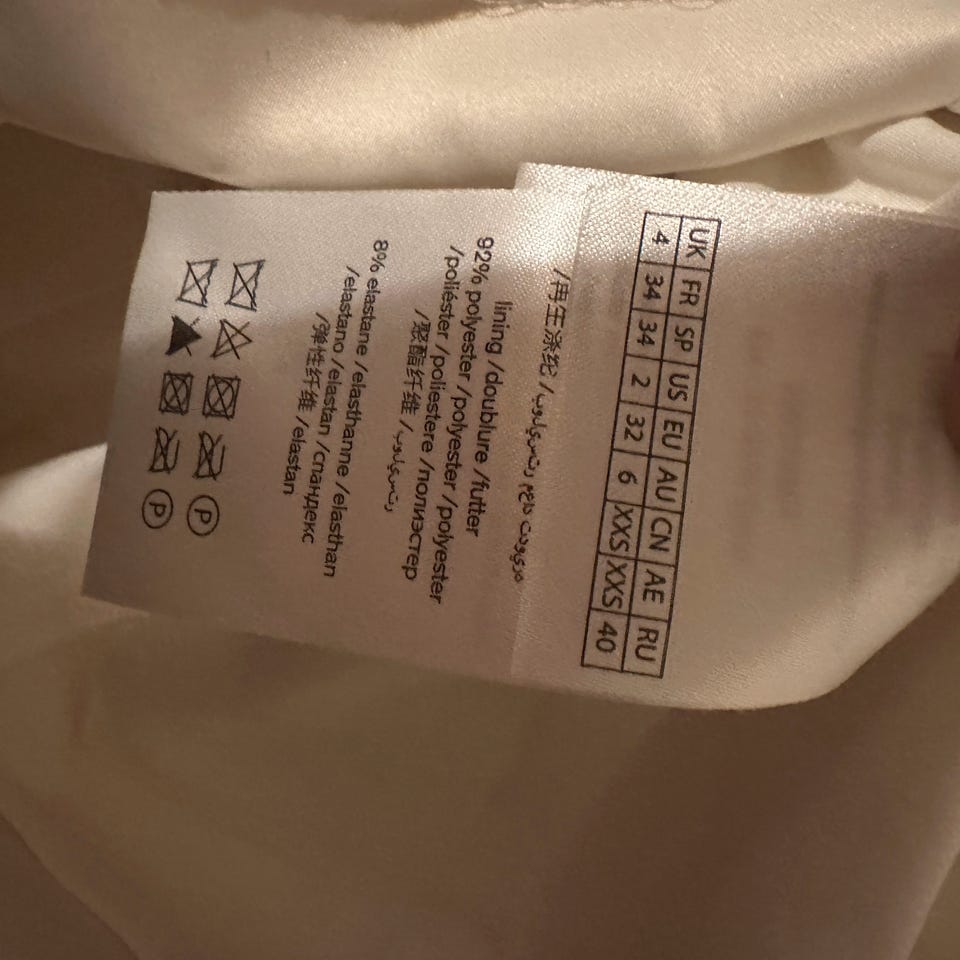 UK FR SP US EU AU CN AE RU
4 34 34 2 32 6 XXS XXS 40
/再生涤纶 /
lining /doublure /futter
92% polyester /polyester /polyester
/poliéster /poliestere /полиэстер
/聚酯纤维 /
8% elastane /elasthanne /elasthan
/elastano /elastan /спандекс
/弹性纤维 /elastan
P
P